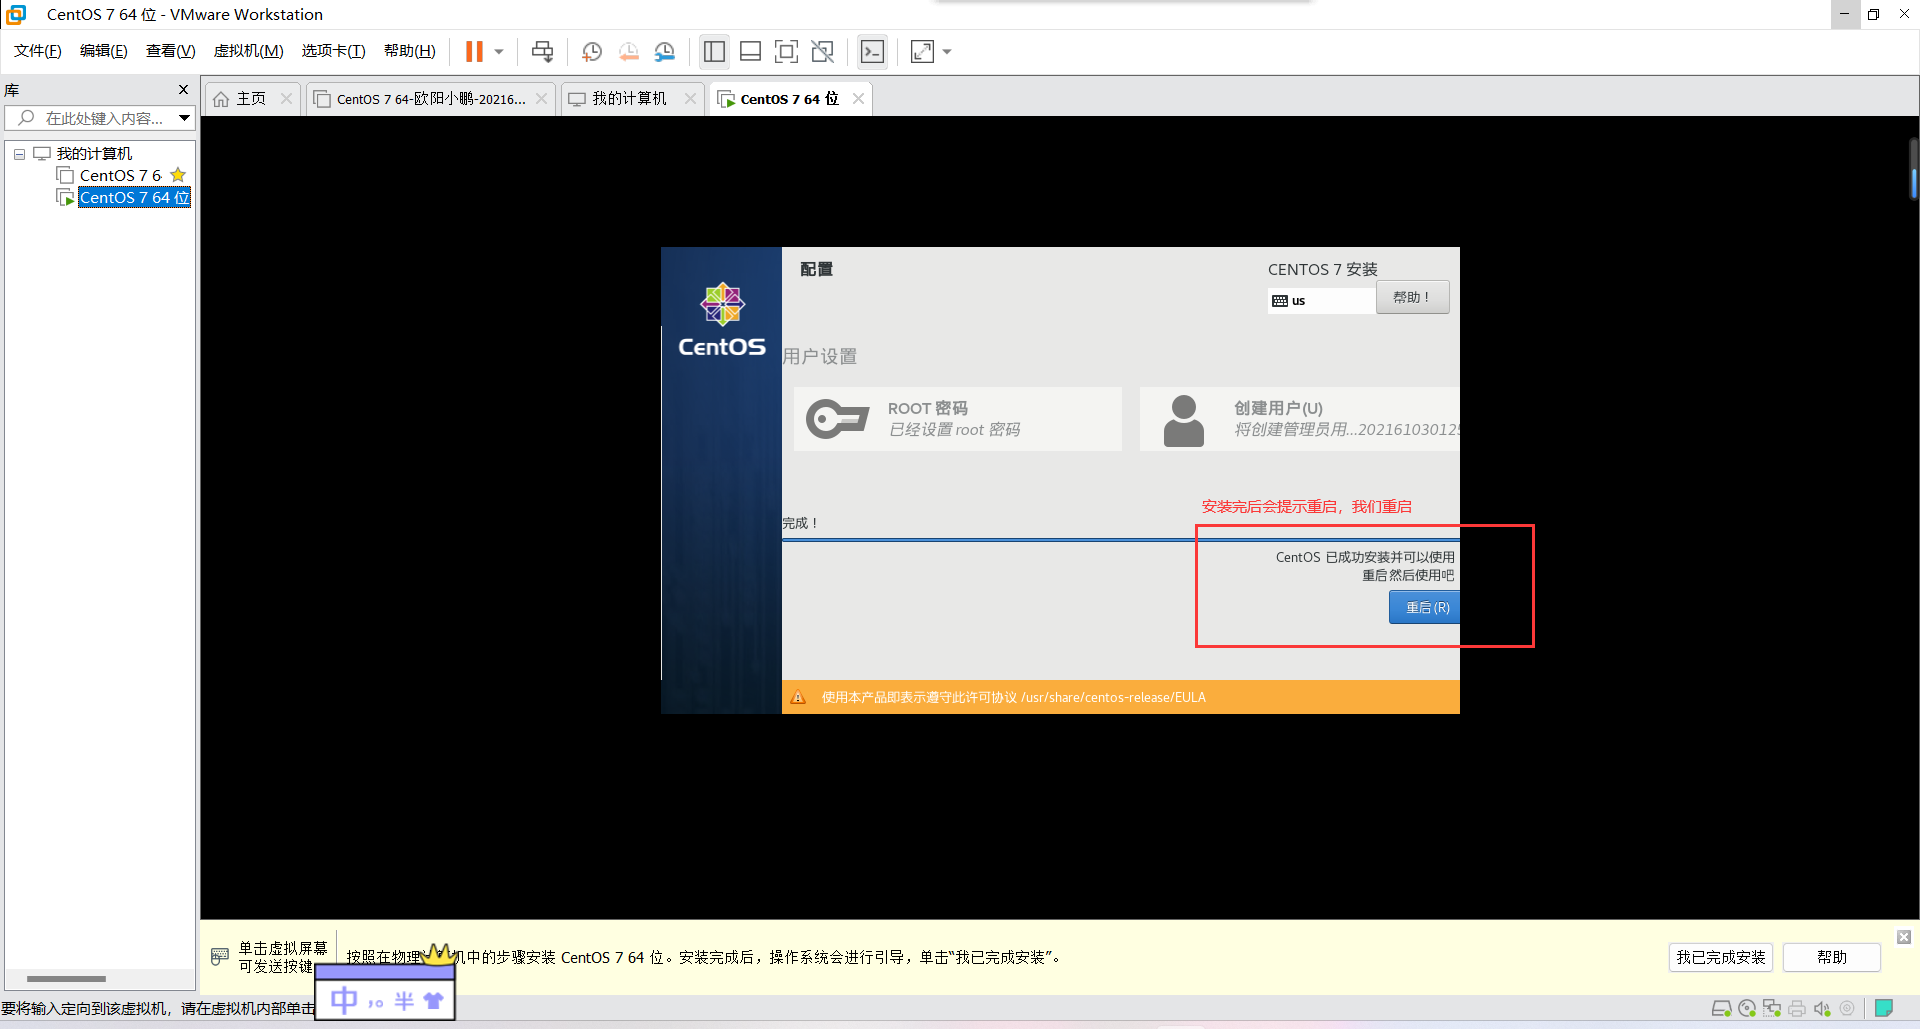 CentOS 7 64 位 - VMware Workstation
文件(F) 编辑(E) 查看(V) 虚拟机(M) 选项卡(T) 帮助(H)
库
在此处键入内容...
我的计算机
CentOS 7 6
CentOS 7 64 位
主页
CentOS 7 64-欧阳小鹏-20216...
我的计算机
CentOS 7 64 位
CentOS
配置
CENTOS 7 安装
us
帮助！
用户设置
ROOT 密码
已经设置 root 密码
创建用户(U)
将创建管理员用...20216103012
安装完后会提示重启，我们重启
完成！
CentOS 已成功安装并可以使用
重启然后使用吧
重启(R)
使用本产品即表示遵守此许可协议 /usr/share/centos-release/EULA
单击虚拟屏幕
可发送按键
按照在物理机中的步骤安装 CentOS 7 64 位。安装完成后，操作系统会进行引导，单击“我已完成安装”。
我已完成安装
帮助
中 ,。 半
要将输入定向到该虚拟机，请在虚拟机内部单击